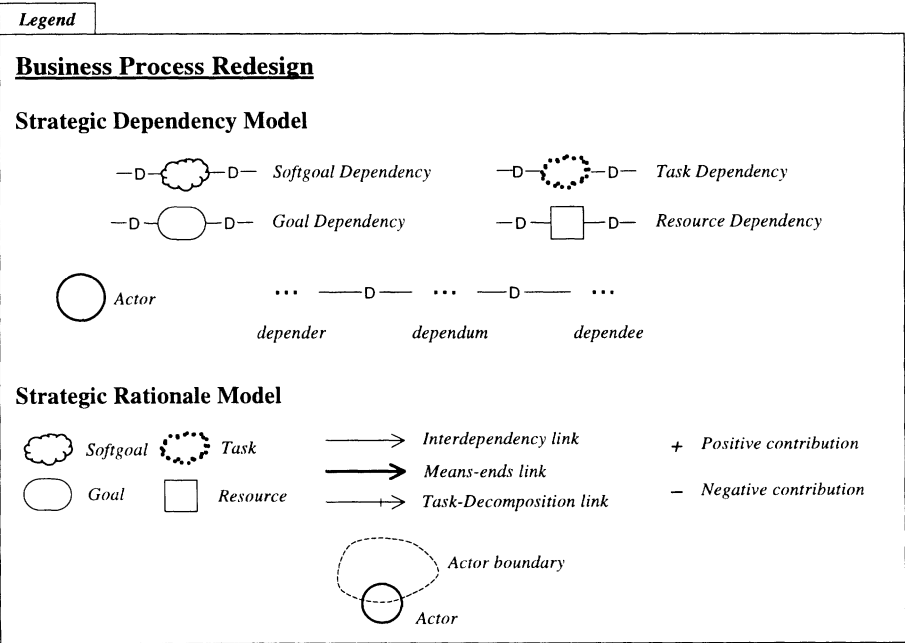 Legend
Business Process Redesign
Strategic Dependency Model
—D— —D— Softgoal Dependency —D— —D— Task Dependency
—D— —D— Goal Dependency —D— —D— Resource Dependency
Actor ... —D— ... —D— ...
depender dependum dependee
Strategic Rationale Model
Softgoal Task Interdependency link + Positive contribution
Means-ends link
Goal Resource Task-Decomposition link − Negative contribution
Actor boundary
Actor